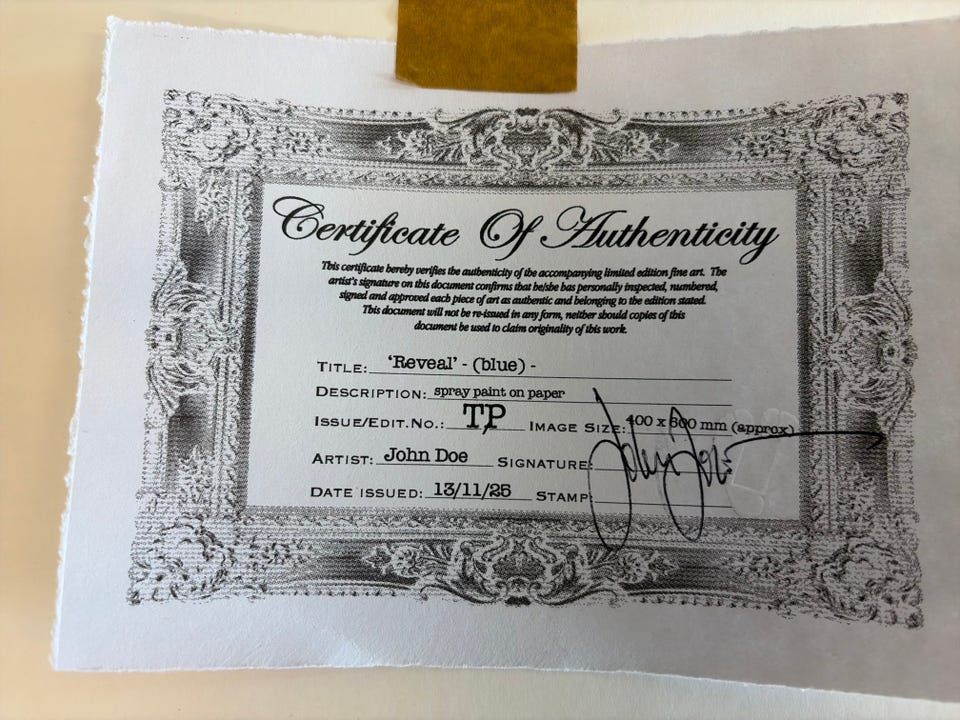 Certificate Of Authenticity
This certificate hereby verifies the authenticity of the accompanying limited edition fine art. The
artist's signature on this document confirms that he/she has personally inspected, numbered,
signed and approved each piece of art as authentic and belonging to the edition stated.
This document will not be re-issued in any form, neither should copies of this
document be used to claim originality of this work.
TITLE: 'Reveal' - (blue) -
DESCRIPTION: spray paint on paper
ISSUE/EDIT.NO.: TP IMAGE SIZE: 400 x 600 mm (approx)
ARTIST: John Doe SIGNATURE: John Doe
DATE ISSUED: 13/11/25 STAMP: